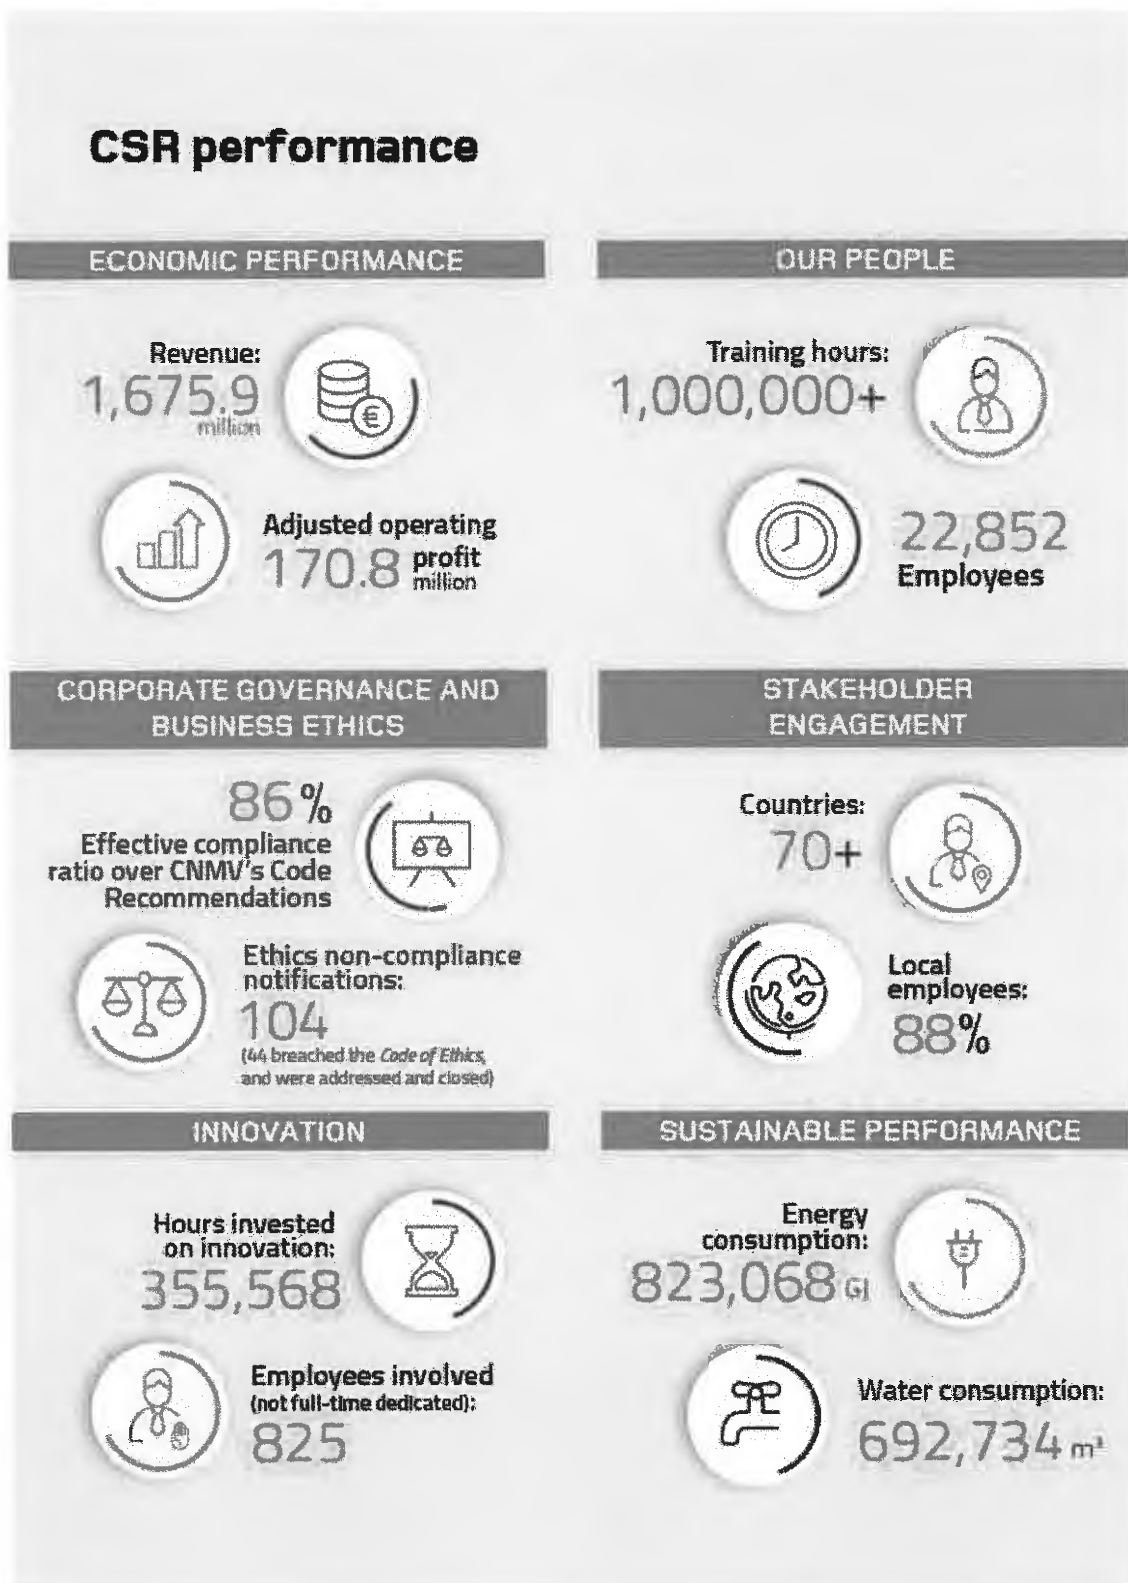 CSR performance
ECONOMIC PERFORMANCE
Revenue:
1,675.9
million
€
Adjusted operating
170.8 profit
million
OUR PEOPLE
Training hours:
1,000,000+
22,852
Employees
CORPORATE GOVERNANCE AND
BUSINESS ETHICS
86%
Effective compliance
ratio over CNMV's Code
Recommendations
Ethics non-compliance
notifications:
104
(44 breached the Code of Ethics,
and were addressed and closed)
STAKEHOLDER
ENGAGEMENT
Countries:
70+
Local
employees:
88%
INNOVATION
Hours invested
on innovation:
355,568
Employees involved
(not full-time dedicated):
825
SUSTAINABLE PERFORMANCE
Energy
consumption:
823,068 GJ
Water consumption:
692,734 m³